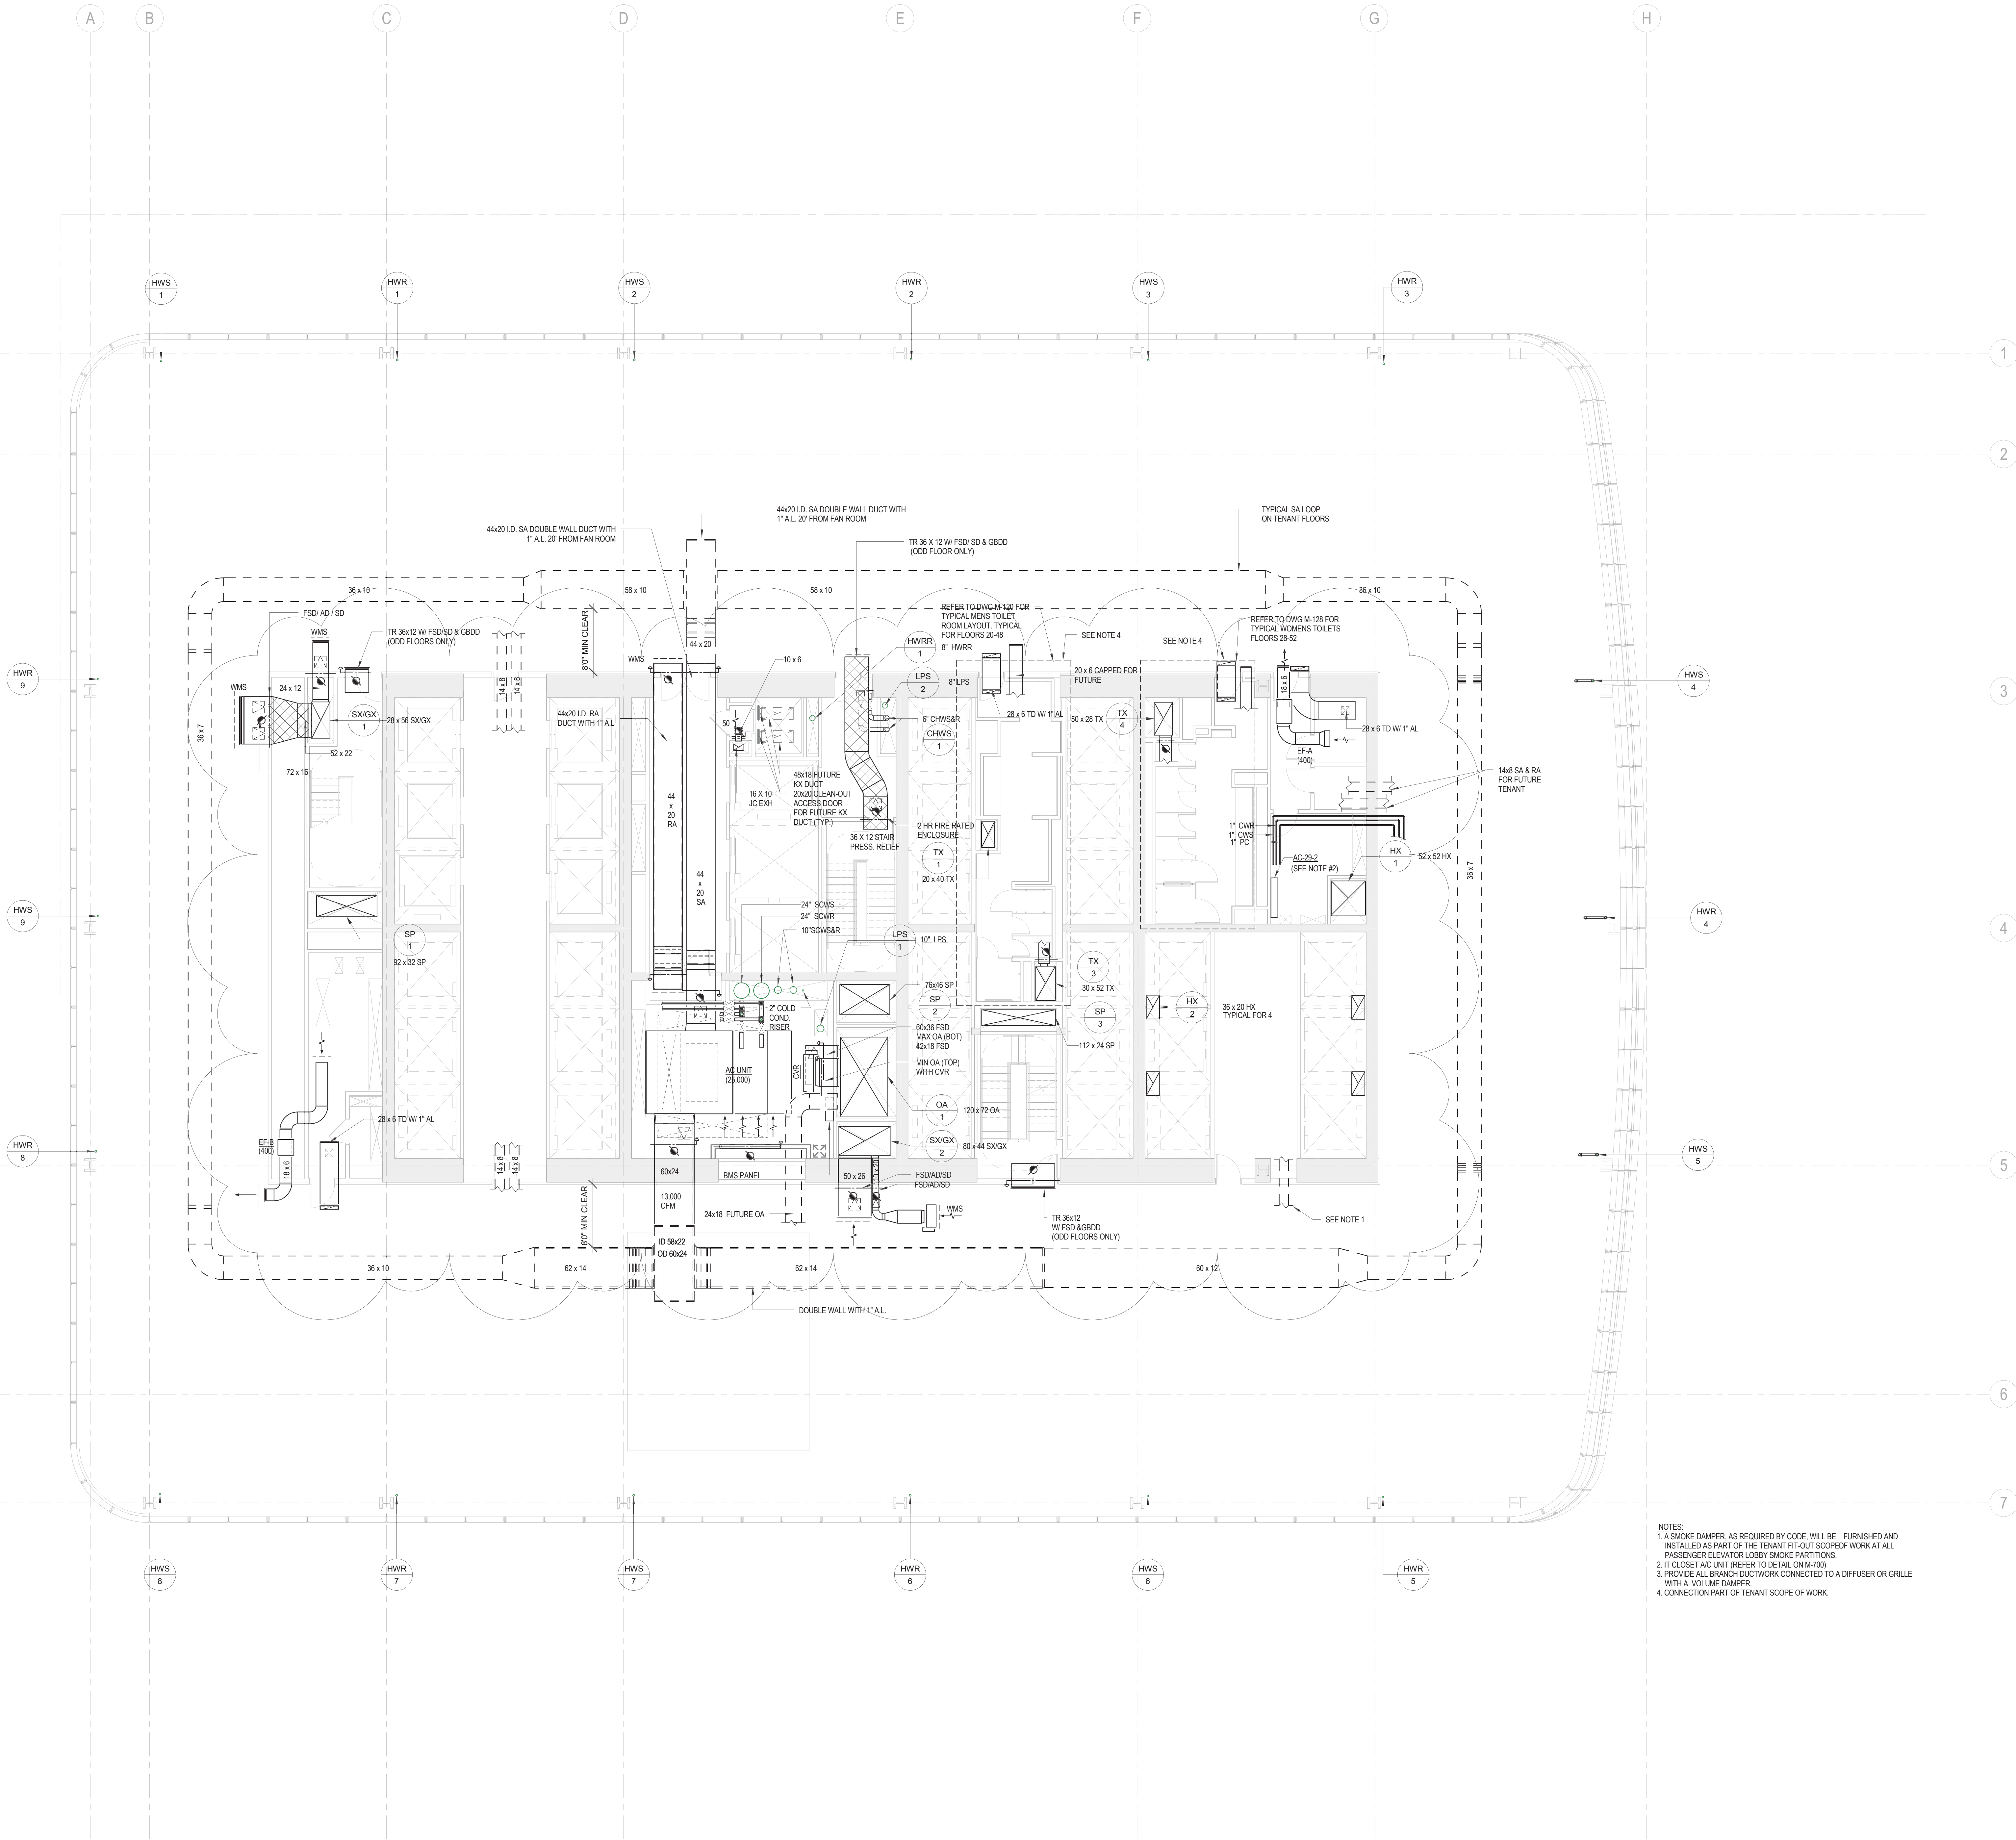 A
B
C
D
E
F
G
H
HWS
1
HWR
1
HWS
2
HWR
2
HWS
3
HWR
3
HWS
4
1
2
44x20 I.D. SA DOUBLE WALL DUCT WITH
1" A.L. 20' FROM FAN ROOM
44x20 I.D. SA DOUBLE WALL DUCT WITH
1" A.L. 20' FROM FAN ROOM
TR 36 X 12 W/ FSD/ SD & GBDD
(ODD FLOOR ONLY)
TYPICAL SA LOOP
ON TENANT FLOORS
36 x 10
58 x 10
58 x 10
36 x 10
FSD/ AD / SD
WMS
TR 36x12 W/ FSD/SD & GBDD
(ODD FLOORS ONLY)
8'0" MIN CLEAR
REFER TO DWG M-120 FOR
TYPICAL MENS TOILET
ROOM LAYOUT. TYPICAL
FOR FLOORS 20-48
SEE NOTE 4
SEE NOTE 4
REFER TO DWG M-128 FOR
TYPICAL WOMENS TOILETS
FLOORS 28-52
HWRR
1
8" HWRR
44 x 20
WMS
10 x 6
14 x 8
14 x 8
HWR
9
WMS
24 x 12
LPS
2
8" LPS
20 x 6 CAPPED FOR
FUTURE
18 x 6
3
SX/GX
1
28 x 56 SX/GX
44x20 I.D. RA
DUCT WITH 1" A.L
50
6" CHWS&R
CHWS
1
28 x 6 TD W/ 1" AL
50 x 28 TX
TX
4
28 x 6 TD W/ 1" AL
EF-A
(400)
36 x 7
52 x 22
72 x 16
48x18 FUTURE
KX DUCT
20x20 CLEAN-OUT
ACCESS DOOR
FOR FUTURE KX
DUCT (TYP.)
16 X 10
JC EXH
14x8 SA & RA
FOR FUTURE
TENANT
44
x
20
RA
2 HR FIRE RATED
ENCLOSURE
36 X 12 STAIR
PRESS. RELIEF
1" CWR
1" CWS
1" PC
TX
1
20 x 40 TX
AC-29-2
(SEE NOTE #2)
HX
1
52 x 52 HX
36 x 7
44
x
20
SA
HWS
9
24" SCWS
24" SCWR
10"SCWS&R
HWR
4
4
SP
1
92 x 32 SP
LPS
1
10" LPS
TX
3
30 x 52 TX
76x46 SP
SP
2
2" COLD
COND.
RISER
SP
3
HX
2
36 x 20 HX
TYPICAL FOR 4
60x36 FSD
MAX OA (BOT)
42x18 FSD
112 x 24 SP
MIN OA (TOP)
WITH CVR
AC UNIT
(25,000)
CVR
OA
1
120 x 72 OA
28 x 6 TD W/ 1" AL
EF-B
(400)
HWR
8
SX/GX
2
80 x 44 SX/GX
HWS
5
5
18 x 6
14 x 8
14 x 8
60x24
BMS PANEL
50 x 26
FSD/AD/SD
FSD/AD/SD
13,000
CFM
24x18 FUTURE OA
WMS
TR 36x12
W/ FSD &GBDD
(ODD FLOORS ONLY)
SEE NOTE 1
8'0" MIN CLEAR
ID 58x22
OD 60x24
36 x 10
62 x 14
62 x 14
60 x 12
DOUBLE WALL WITH 1" A.L.
6
7
HWS
8
HWR
7
HWS
7
HWR
6
HWS
6
HWR
5
NOTES:
1. A SMOKE DAMPER, AS REQUIRED BY CODE, WILL BE FURNISHED AND
INSTALLED AS PART OF THE TENANT FIT-OUT SCOPEOF WORK AT ALL
PASSENGER ELEVATOR LOBBY SMOKE PARTITIONS.
2. IT CLOSET A/C UNIT (REFER TO DETAIL ON M-700)
3. PROVIDE ALL BRANCH DUCTWORK CONNECTED TO A DIFFUSER OR GRILLE
WITH A VOLUME DAMPER.
4. CONNECTION PART OF TENANT SCOPE OF WORK.